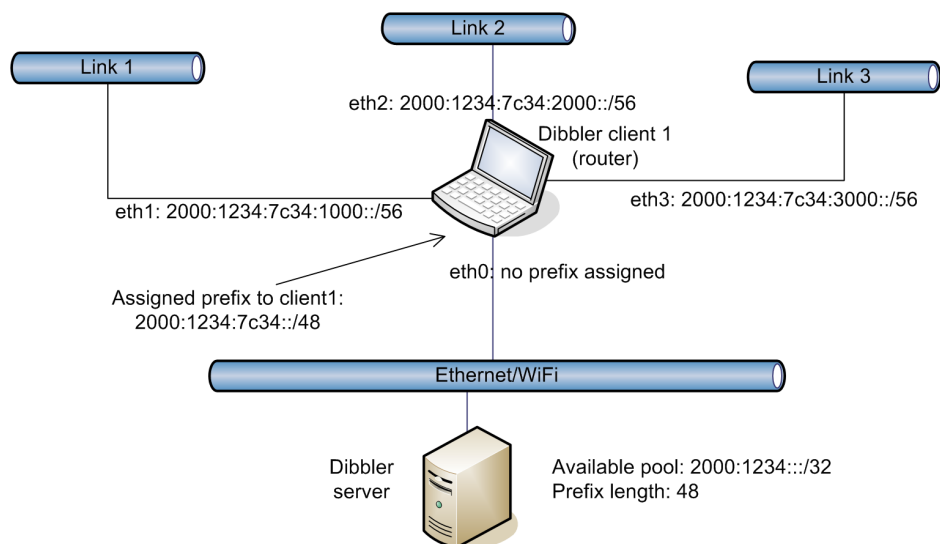 Link 2
Link 1
Link 3
eth2: 2000:1234:7c34:2000::/56
Dibbler client 1
(router)
eth1: 2000:1234:7c34:1000::/56
eth3: 2000:1234:7c34:3000::/56
eth0: no prefix assigned
Assigned prefix to client1:
2000:1234:7c34::/48
Ethernet/WiFi
Dibbler
server
Available pool: 2000:1234:::/32
Prefix length: 48